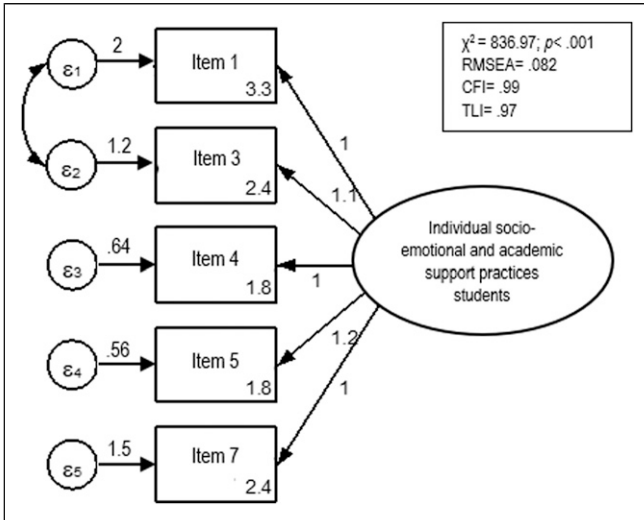 χ² = 836.97; p< .001
RMSEA= .082
CFI= .99
TLI= .97
ε1
2
Item 1
3.3
1
ε2
1.2
Item 3
2.4
1.1
ε3
.64
Item 4
1.8
1
ε4
.56
Item 5
1.8
1.2
ε5
1.5
Item 7
2.4
1
Individual socio-
emotional and academic
support practices
students